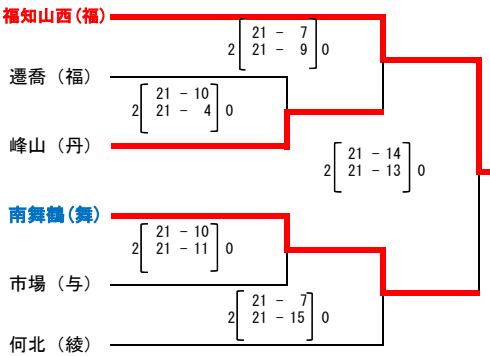 福知山西(福)
21 - 7
2 21 - 9 0
遷喬（福）
21 - 10
2 21 - 4 0
峰山（丹）
21 - 14
2 21 - 13 0
南舞鶴(舞)
21 - 10
2 21 - 11 0
市場（与）
21 - 7
2 21 - 15 0
何北（綾）